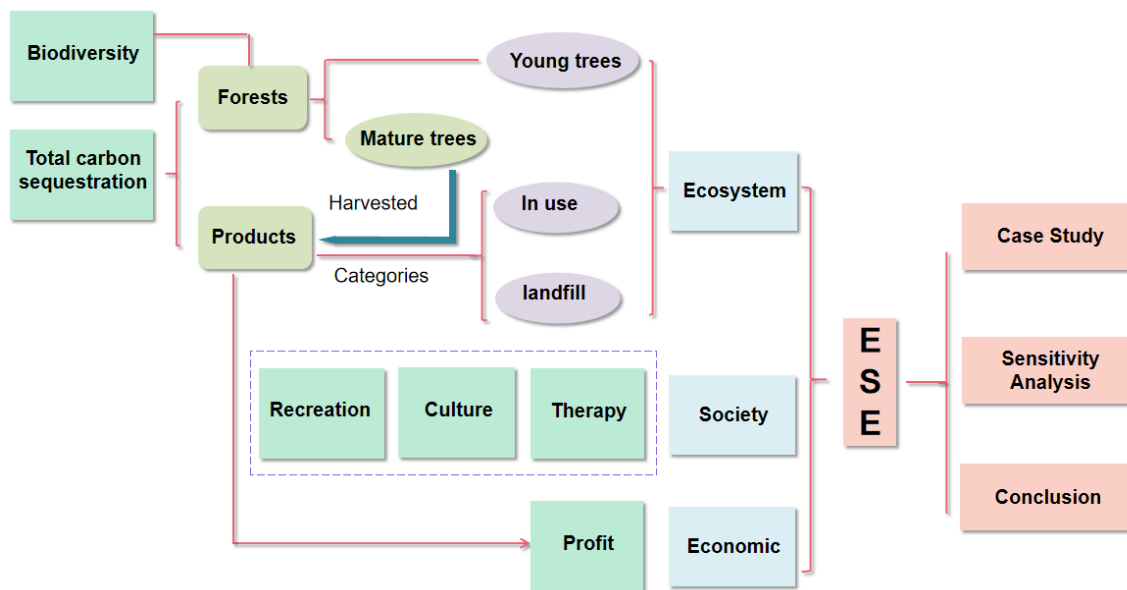 Biodiversity
Forests
Young trees
Mature trees
Total carbon
sequestration
Harvested
Products
Categories
In use
landfill
Ecosystem
Recreation
Culture
Therapy
Society
Profit
Economic
E
S
E
Case Study
Sensitivity
Analysis
Conclusion